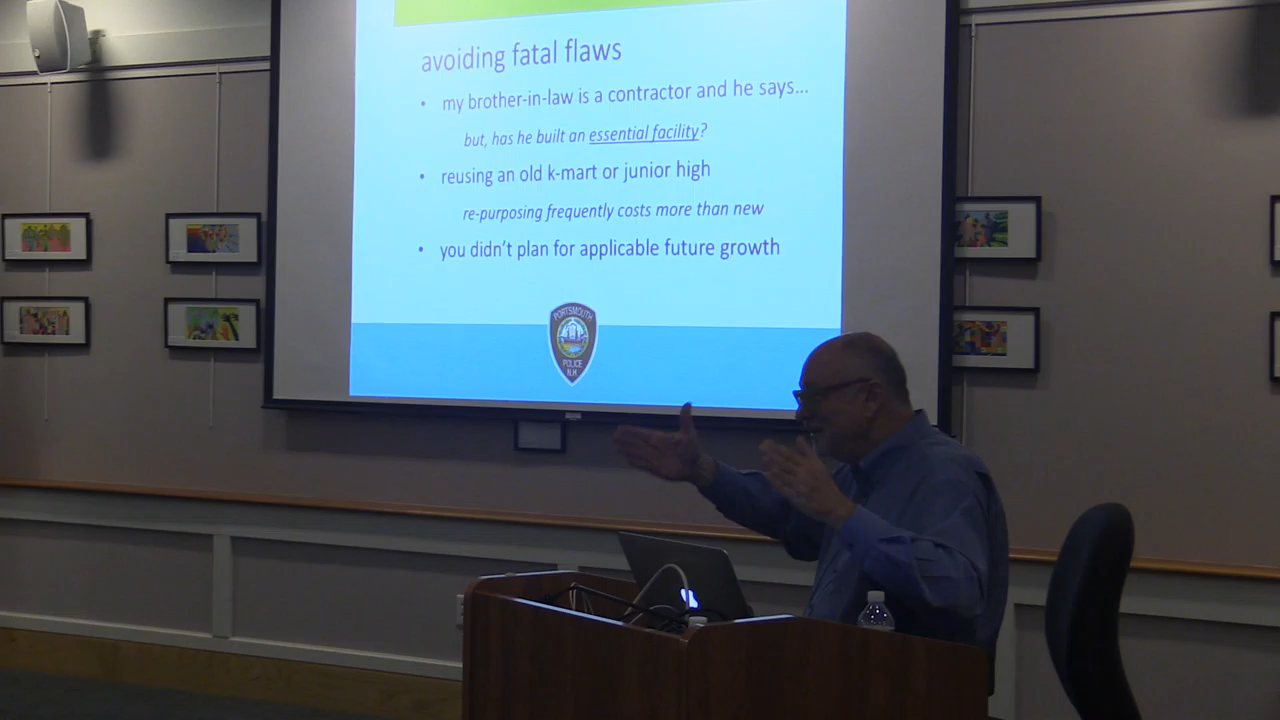 avoiding fatal flaws
• my brother-in-law is a contractor and he says...
but, has he built an essential facility?
• reusing an old k-mart or junior high
re-purposing frequently costs more than new
• you didn't plan for applicable future growth
PORTSMOUTH
POLICE
N.H